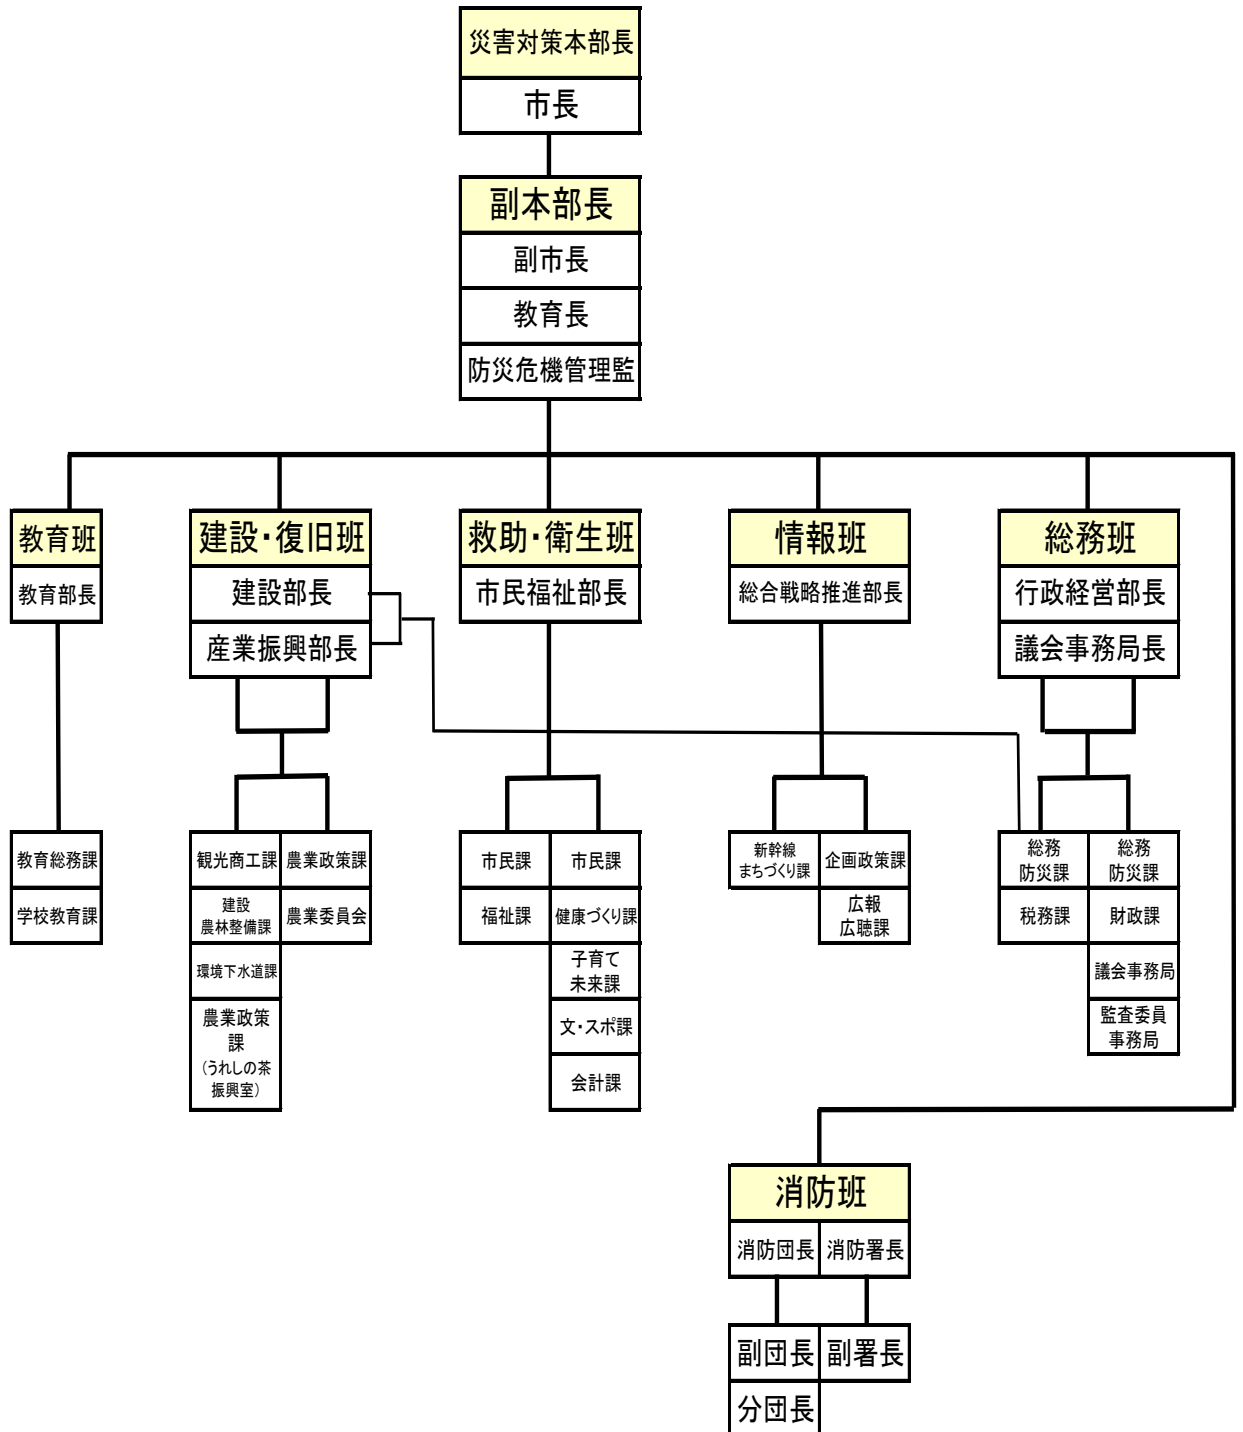 災害対策本部長
市長
副本部長
副市長
教育長
防災危機管理監
教育班
教育部長
教育総務課
学校教育課
建設・復旧班
建設部長
産業振興部長
観光商工課
建設
農林整備課
環境下水道課
農業政策
課
(うれしの茶
振興室)
農業政策課
農業委員会
救助・衛生班
市民福祉部長
市民課
福祉課
市民課
健康づくり課
子育て
未来課
文・スポ課
会計課
情報班
総合戦略推進部長
新幹線
まちづくり課
企画政策課
広報
広聴課
総務班
行政経営部長
議会事務局長
総務
防災課
税務課
総務
防災課
財政課
議会事務局
監査委員
事務局
消防班
消防団長
消防署長
副団長
副署長
分団長